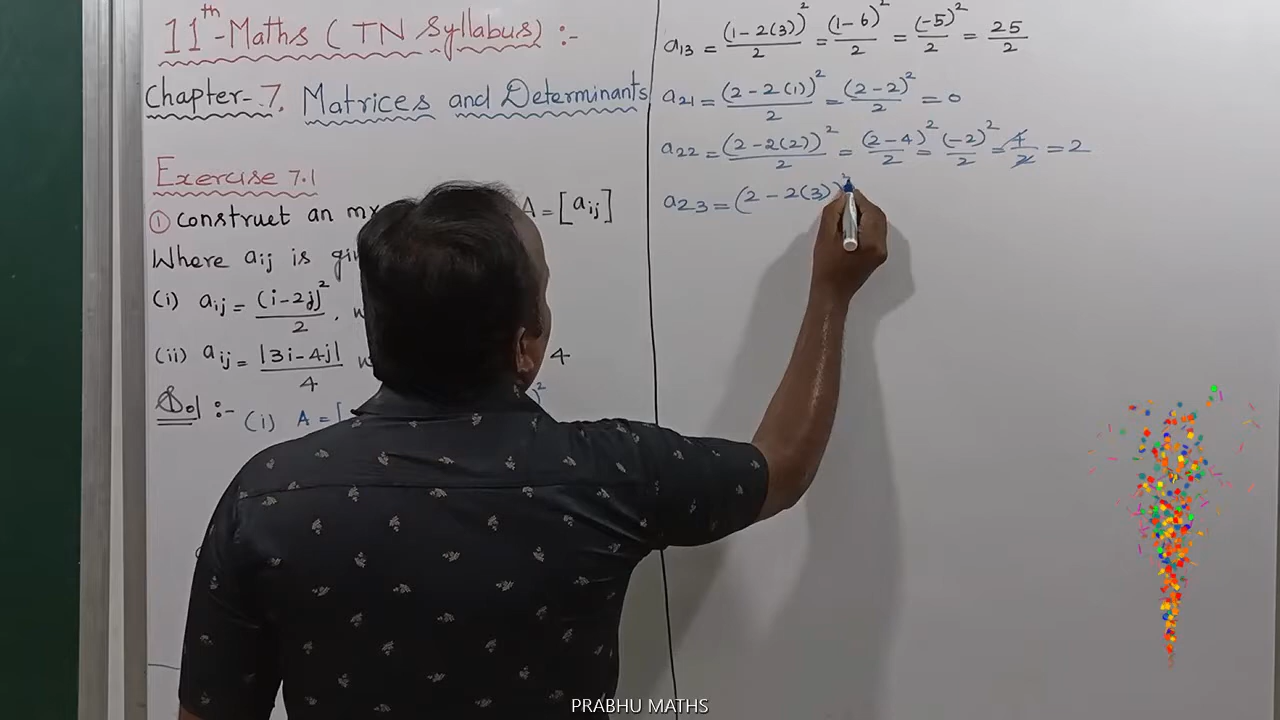 11th-Maths (TN Syllabus) :-
Chapter-7. Matrices and Determinants
Exercise 7.1
① Construct an m× A = [aij]
Where aij is
(i) aij = (i-2j)²/2,
(ii) aij = |3i-4j|/4 4
Sol :- (i) A = [ )²
a13 = (1-2(3))²/2 = (1-6)²/2 = (-5)²/2 = 25/2
a21 = (2-2(1))²/2 = (2-2)²/2 = 0
a22 = (2-2(2))²/2 = (2-4)²/2 = (-2)²/2 = 4/2 = 2
a23 = (2-2(3))²
PRABHU MATHS